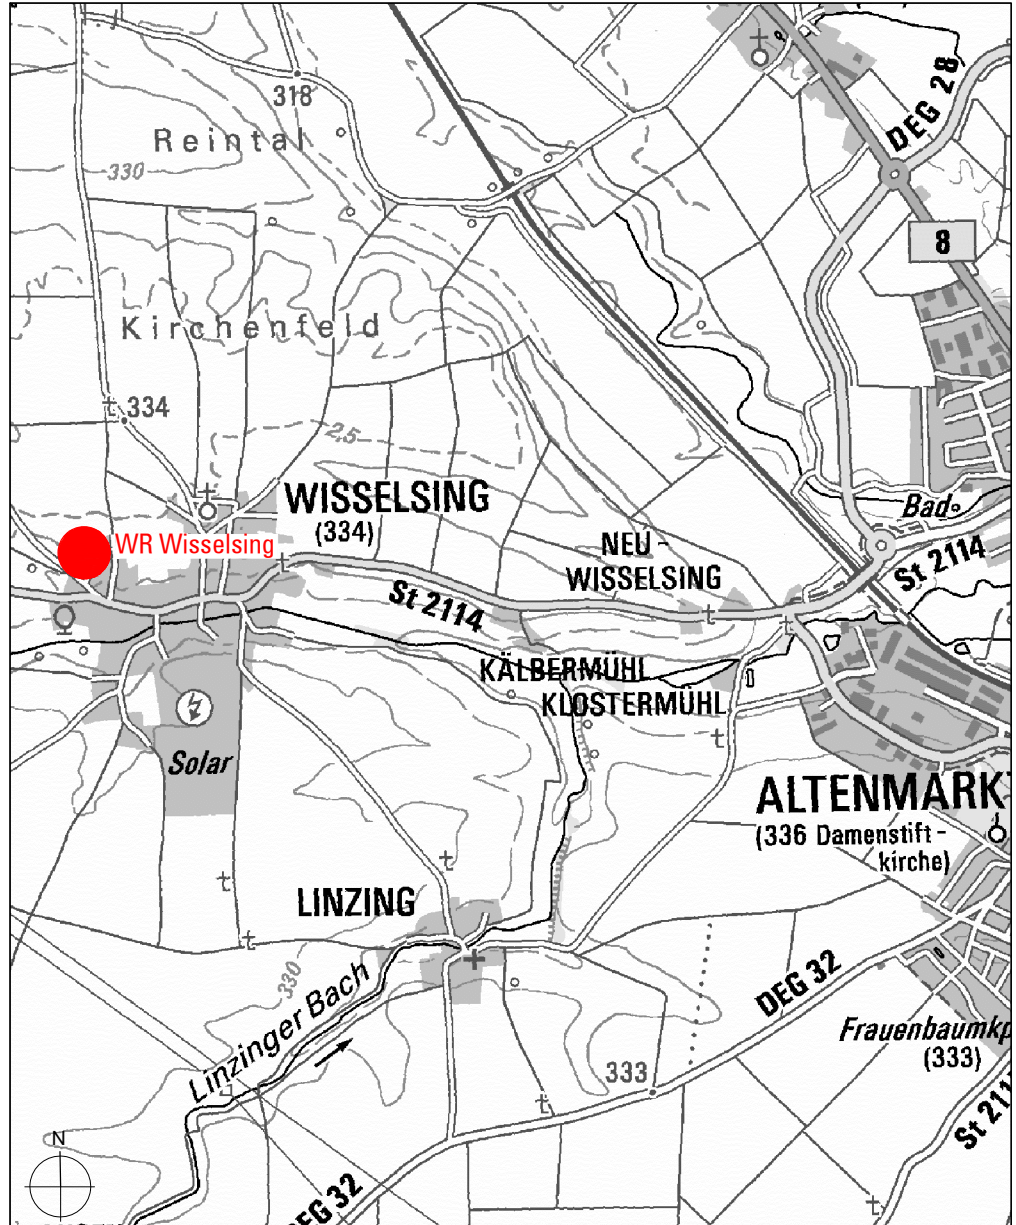 DEG 28
318
Reintal
330
8
Kirchenfeld
334
2,5
WISSELSING
(334)
Bad
WR Wisselsing
NEU-
WISSELSING
St 2114
St 2114
KÄLBERMÜHL
KLOSTERMÜHL
Solar
ALTENMARKT
(336 Damenstift-
kirche)
LINZING
330
Linzinger Bach
DEG 32
Frauenbaumkp
(333)
333
St 211
N
DEG 32